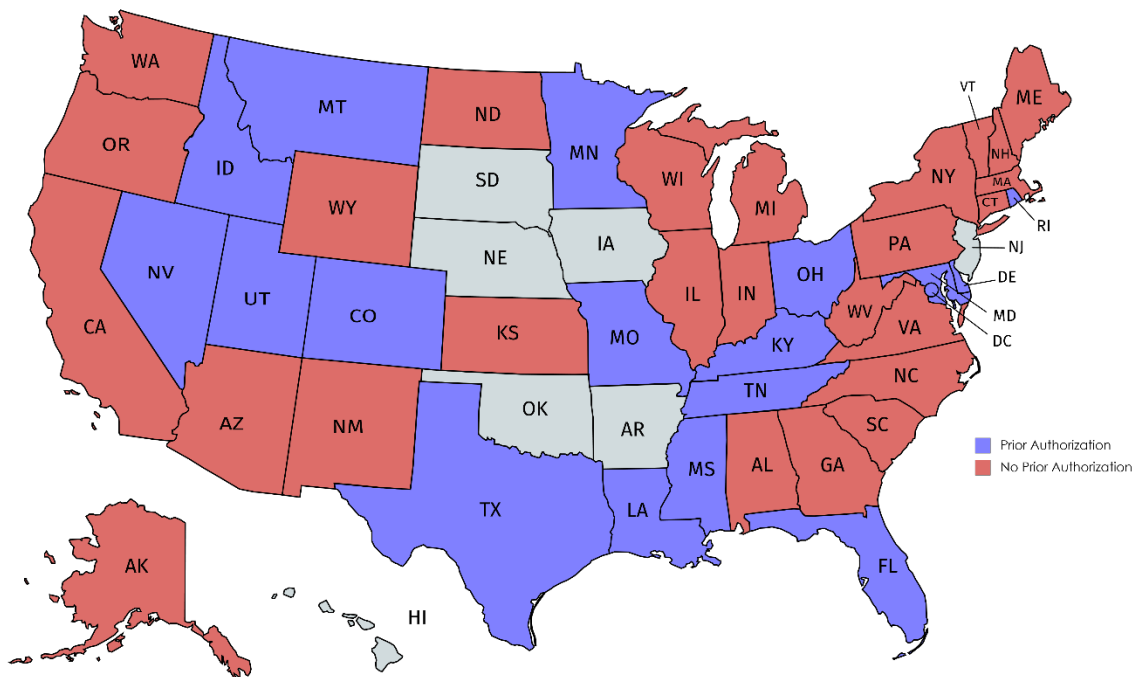 WA
MT
ND
MN
VT
ME
OR
ID
SD
WI
NH
NY
MA
WY
MI
CT
RI
IA
PA
NJ
NE
NV
OH
DE
UT
IL
IN
CO
WV
MD
CA
KS
MO
VA
DC
KY
NC
TN
OK
AZ
NM
AR
SC
Prior Authorization
MS
AL
GA
No Prior Authorization
TX
LA
AK
FL
HI